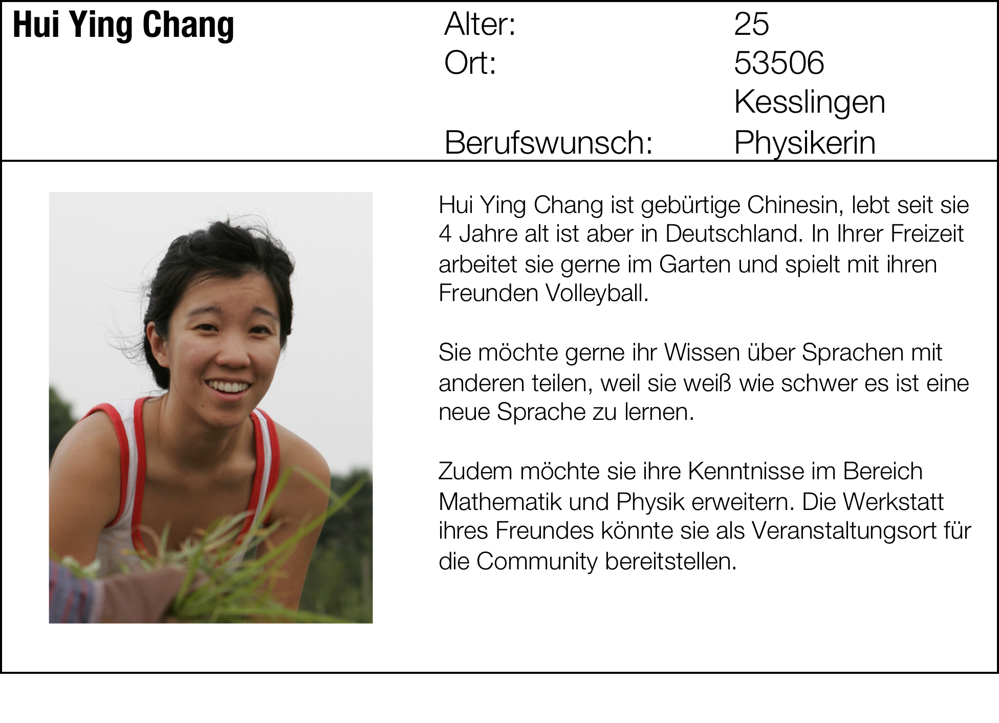 Hui Ying Chang
Alter: 25
Ort: 53506
Kesslingen
Berufswunsch: Physikerin
Hui Ying Chang ist gebürtige Chinesin, lebt seit sie
4 Jahre alt ist aber in Deutschland. In Ihrer Freizeit
arbeitet sie gerne im Garten und spielt mit ihren
Freunden Volleyball.
Sie möchte gerne ihr Wissen über Sprachen mit
anderen teilen, weil sie weiß wie schwer es ist eine
neue Sprache zu lernen.
Zudem möchte sie ihre Kenntnisse im Bereich
Mathematik und Physik erweitern. Die Werkstatt
ihres Freundes könnte sie als Veranstaltungsort für
die Community bereitstellen.